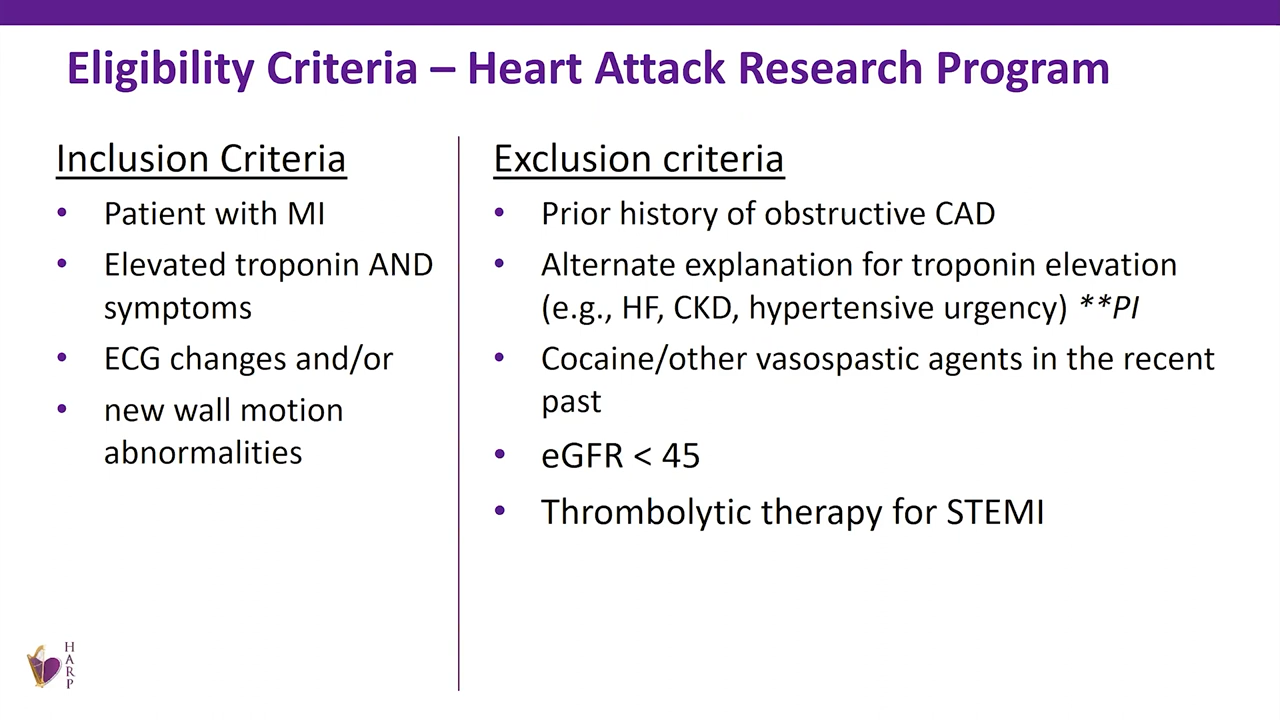 Eligibility Criteria – Heart Attack Research Program
Inclusion Criteria
• Patient with MI
• Elevated troponin AND
symptoms
• ECG changes and/or
• new wall motion
abnormalities
Exclusion criteria
• Prior history of obstructive CAD
• Alternate explanation for troponin elevation
(e.g., HF, CKD, hypertensive urgency) **PI
• Cocaine/other vasospastic agents in the recent
past
• eGFR < 45
• Thrombolytic therapy for STEMI
HARP